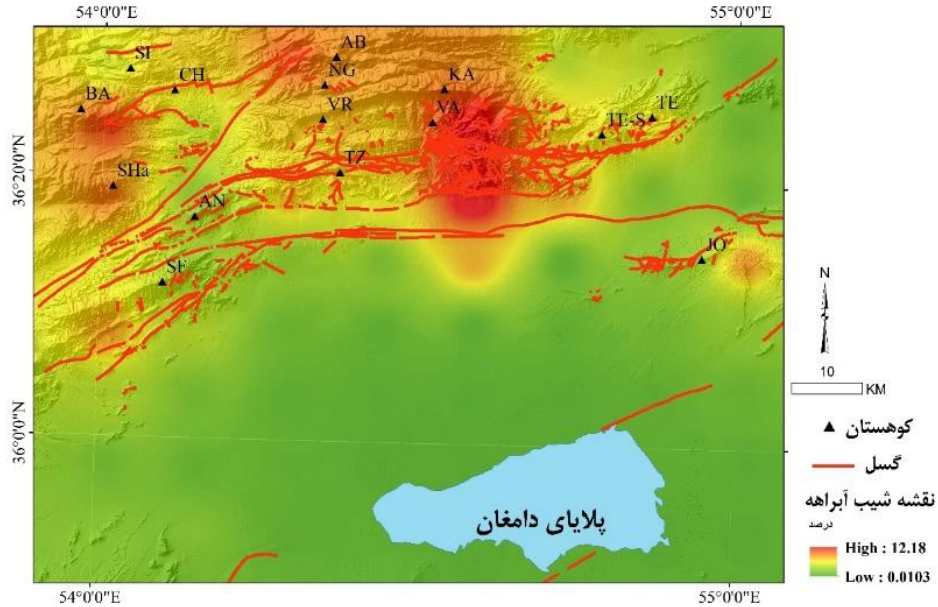 54°0'0"E
55°0'0"E
AB
SI
NG
CH
KA
BA
VR
VA
TE
TE-S
TZ
SHa
36°20'0"N
AN
JO
SF
N
10
KM
کوهستان
36°0'0"N
گسل
نقشه شیب آبراهه
درصد
پلایای دامغان
High : 12.18
Low : 0.0103
54°0'0"E
55°0'0"E